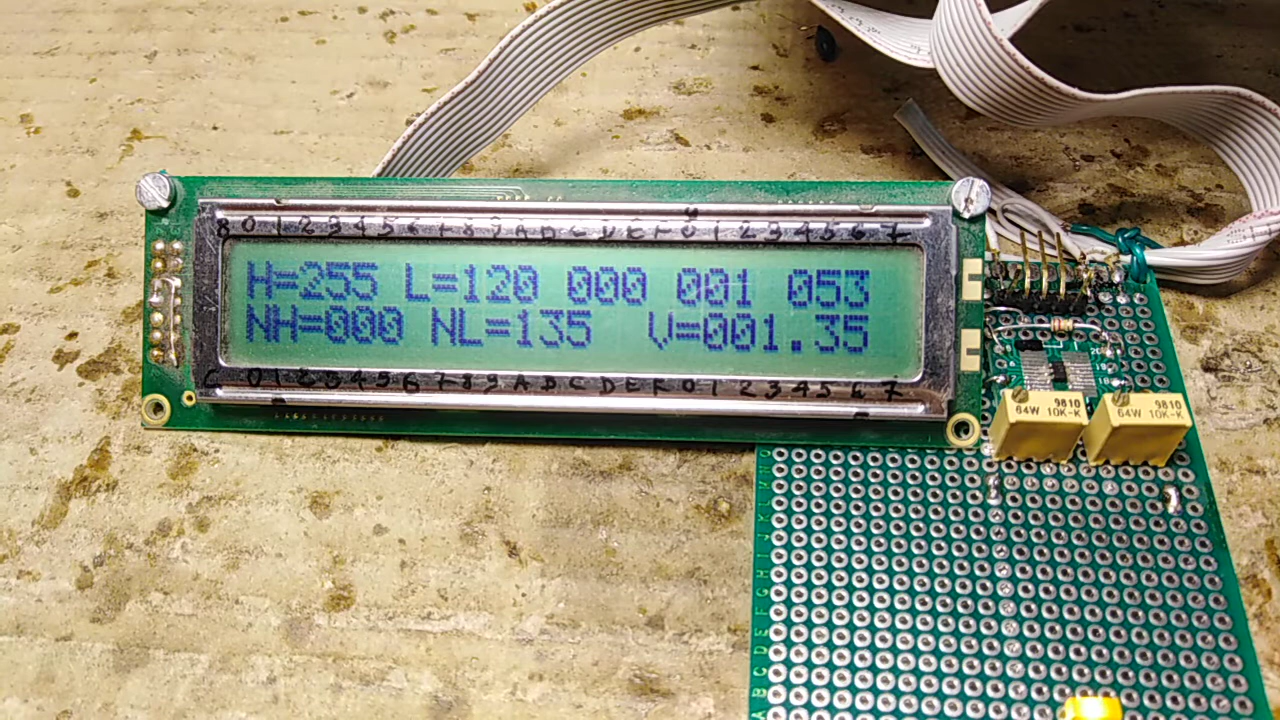 8 0 1 2 3 4 5 6 7 8 9 A B C D E F 0 1 2 3 4 5 6 7
H=255 L=120 000 001 053
NH=000 NL=135 V=001.35
C 0 1 2 3 4 5 6 7 8 9 A B C D E F 0 1 2 3 4 5 6 7
9810
64W 10K-K
9810
64W 10K-K